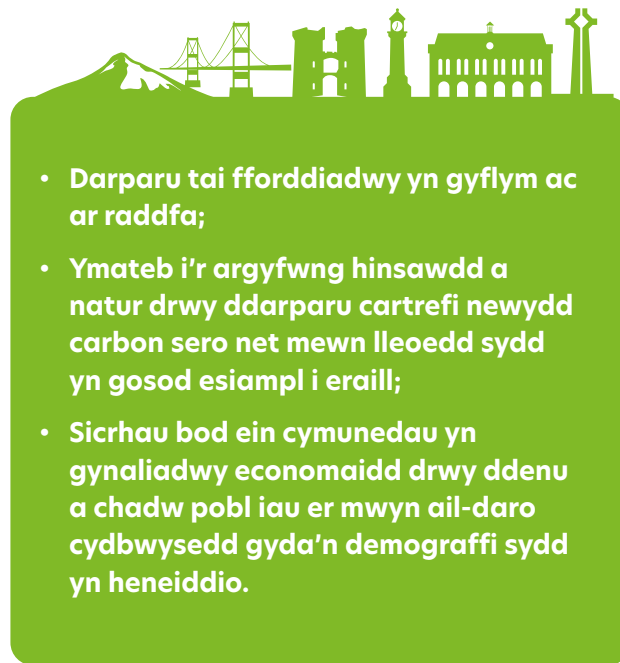 • Darparu tai fforddiadwy yn gyflym ac
ar raddfa;
• Ymateb i'r argyfwng hinsawdd a
natur drwy ddarparu cartrefi newydd
carbon sero net mewn lleoedd sydd
yn gosod esiampl i eraill;
• Sicrhau bod ein cymunedau yn
gynaliadwy economaidd drwy ddenu
a chadw pobl iau er mwyn ail-daro
cydbwysedd gyda'n demograffi sydd
yn heneiddio.